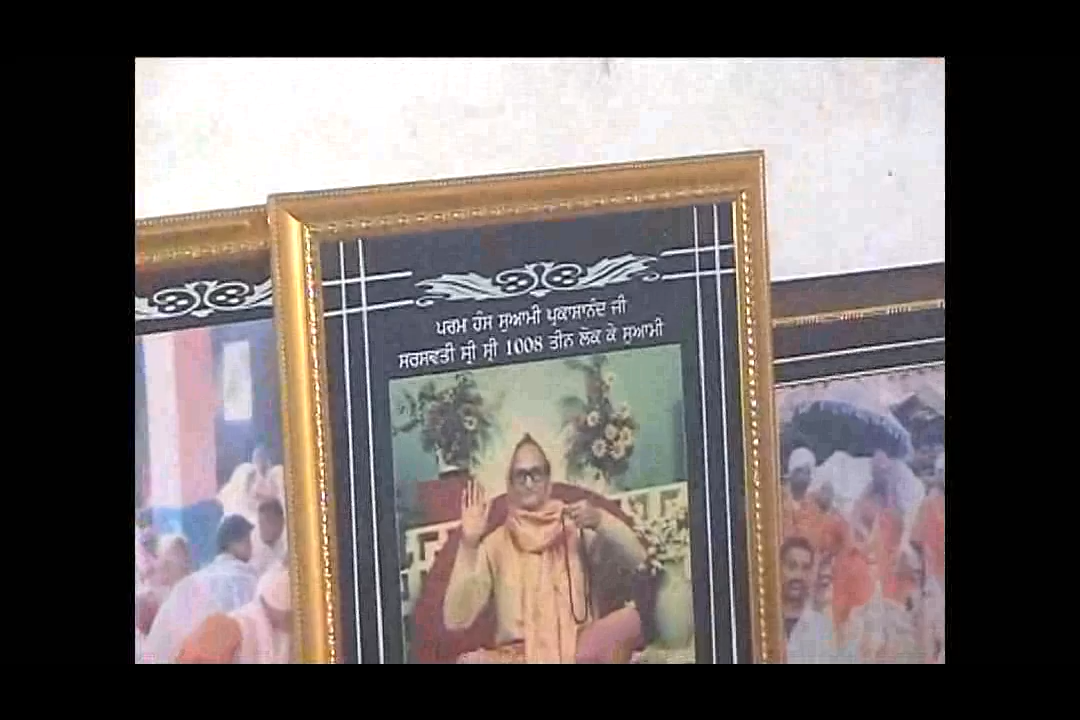 ਪਰਮ ਹੰਸ ਸੁਆਮੀ ਪ੍ਰਕਾਸ਼ਾਨੰਦ ਜੀ
ਸਰਸਵਤੀ ਸ੍ਰੀ ਸ੍ਰੀ 1008 ਤੀਨ ਲੋਕ ਕੇ ਸੁਆਮੀ